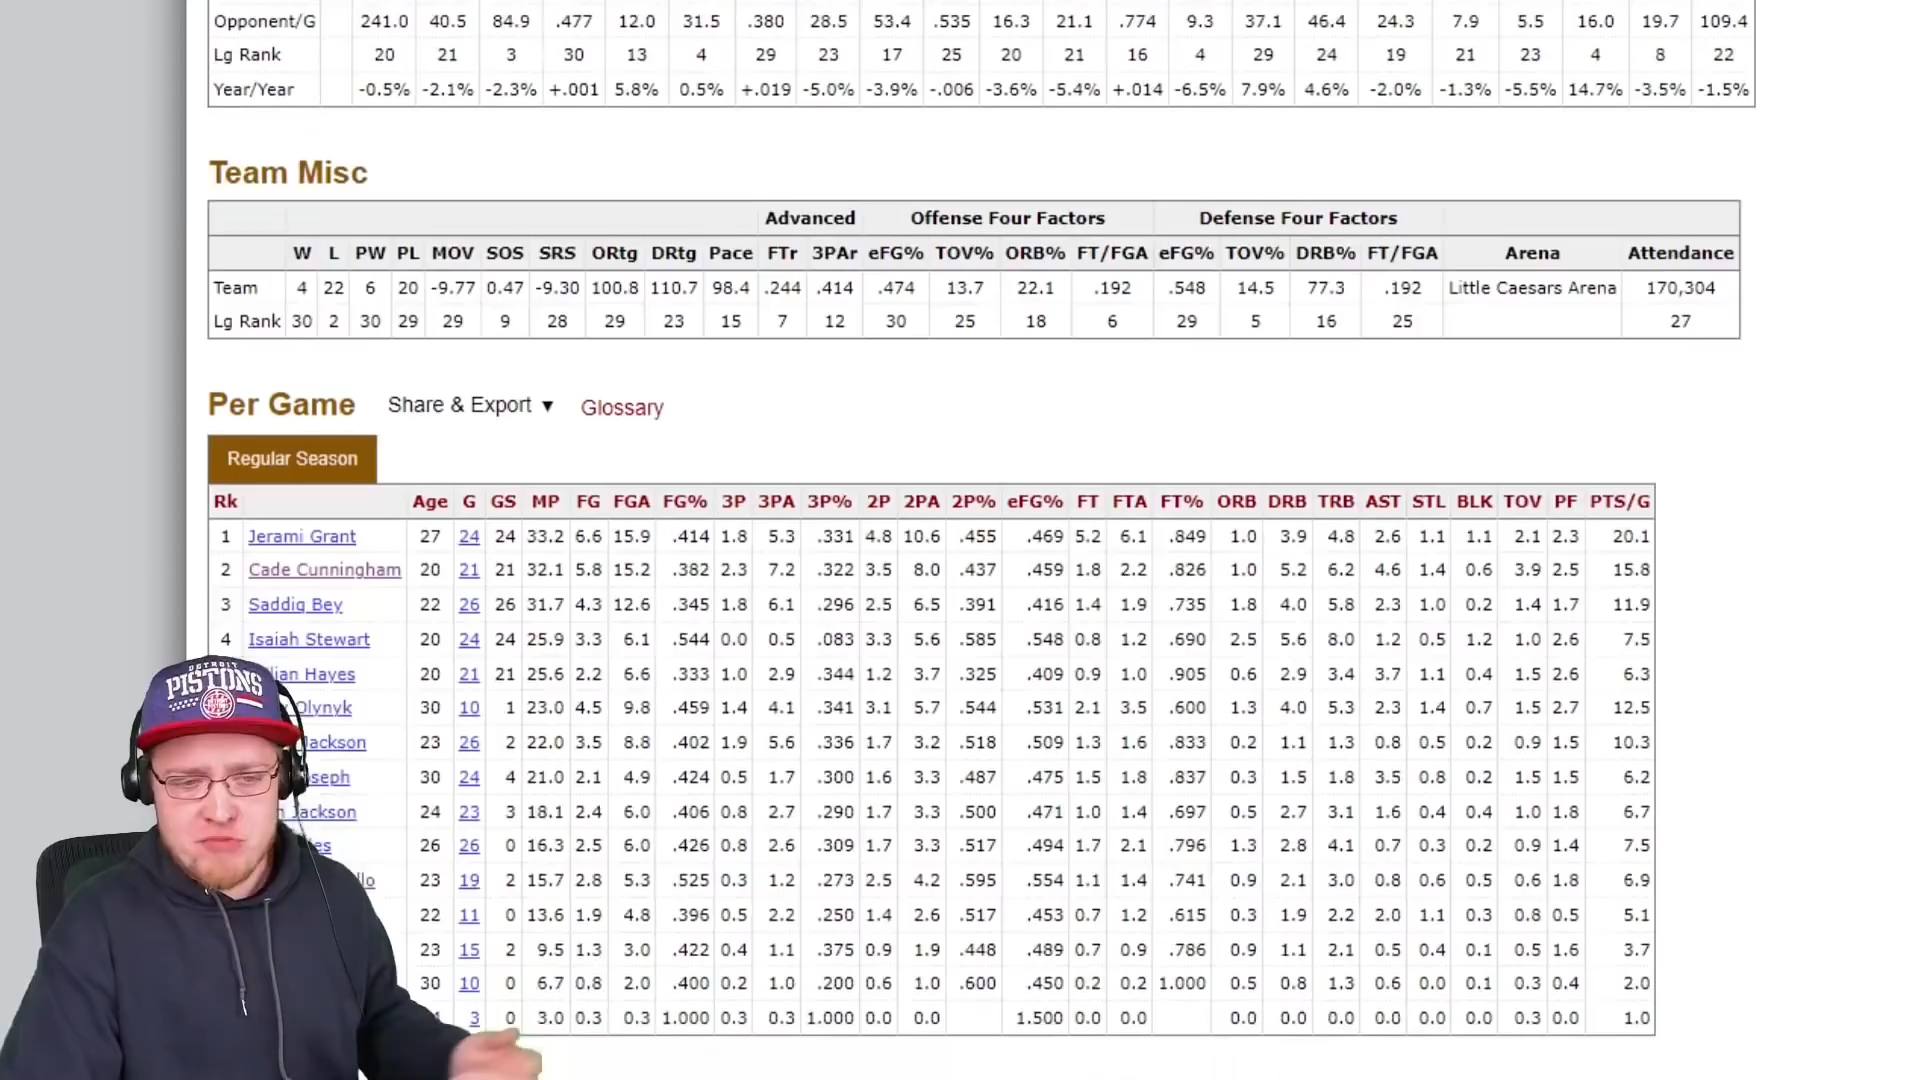 Opponent/G 241.0 40.5 84.9 .477 12.0 31.5 .380 28.5 53.4 .535 16.3 21.1 .774 9.3 37.1 46.4 24.3 7.9 5.5 16.0 19.7 109.4
Lg Rank 20 21 3 30 13 4 29 23 17 25 20 21 16 4 29 24 19 21 23 4 8 22
Year/Year -0.5% -2.1% -2.3% +.001 5.8% 0.5% +.019 -5.0% -3.9% -.006 -3.6% -5.4% +.014 -6.5% 7.9% 4.6% -2.0% -1.3% -5.5% 14.7% -3.5% -1.5%
Team Misc
Advanced Offense Four Factors Defense Four Factors
W L PW PL MOV SOS SRS ORtg DRtg Pace FTr 3PAr eFG% TOV% ORB% FT/FGA eFG% TOV% DRB% FT/FGA Arena Attendance
Team 4 22 6 20 -9.77 0.47 -9.30 100.8 110.7 98.4 .244 .414 .474 13.7 22.1 .192 .548 14.5 77.3 .192 Little Caesars Arena 170,304
Lg Rank 30 2 30 29 29 9 28 29 23 15 7 12 30 25 18 6 29 5 16 25 27
Per Game Share & Export ▼ Glossary
Regular Season
Rk Age G GS MP FG FGA FG% 3P 3PA 3P% 2P 2PA 2P% eFG% FT FTA FT% ORB DRB TRB AST STL BLK TOV PF PTS/G
1 Jerami Grant 27 24 24 33.2 6.6 15.9 .414 1.8 5.3 .331 4.8 10.6 .455 .469 5.2 6.1 .849 1.0 3.9 4.8 2.6 1.1 1.1 2.1 2.3 20.1
2 Cade Cunningham 20 21 21 32.1 5.8 15.2 .382 2.3 7.2 .322 3.5 8.0 .437 .459 1.8 2.2 .826 1.0 5.2 6.2 4.6 1.4 0.6 3.9 2.5 15.8
3 Saddiq Bey 22 26 26 31.7 4.3 12.6 .345 1.8 6.1 .296 2.5 6.5 .391 .416 1.4 1.9 .735 1.8 4.0 5.8 2.3 1.0 0.2 1.4 1.7 11.9
4 Isaiah Stewart 20 24 24 25.9 3.3 6.1 .544 0.0 0.5 .083 3.3 5.6 .585 .548 0.8 1.2 .690 2.5 5.6 8.0 1.2 0.5 1.2 1.0 2.6 7.5
lian Hayes 20 21 21 25.6 2.2 6.6 .333 1.0 2.9 .344 1.2 3.7 .325 .409 0.9 1.0 .905 0.6 2.9 3.4 3.7 1.1 0.4 1.5 2.6 6.3
Olynyk 30 10 1 23.0 4.5 9.8 .459 1.4 4.1 .341 3.1 5.7 .544 .531 2.1 3.5 .600 1.3 4.0 5.3 2.3 1.4 0.7 1.5 2.7 12.5
Jackson 23 26 2 22.0 3.5 8.8 .402 1.9 5.6 .336 1.7 3.2 .518 .509 1.3 1.6 .833 0.2 1.1 1.3 0.8 0.5 0.2 0.9 1.5 10.3
oseph 30 24 4 21.0 2.1 4.9 .424 0.5 1.7 .300 1.6 3.3 .487 .475 1.5 1.8 .837 0.3 1.5 1.8 3.5 0.8 0.2 1.5 1.5 6.2
Jackson 24 23 3 18.1 2.4 6.0 .406 0.8 2.7 .290 1.7 3.3 .500 .471 1.0 1.4 .697 0.5 2.7 3.1 1.6 0.4 0.4 1.0 1.8 6.7
es 26 26 0 16.3 2.5 6.0 .426 0.8 2.6 .309 1.7 3.3 .517 .494 1.7 2.1 .796 1.3 2.8 4.1 0.7 0.3 0.2 0.9 1.4 7.5
lo 23 19 2 15.7 2.8 5.3 .525 0.3 1.2 .273 2.5 4.2 .595 .554 1.1 1.4 .741 0.9 2.1 3.0 0.8 0.6 0.5 0.6 1.8 6.9
22 11 0 13.6 1.9 4.8 .396 0.5 2.2 .250 1.4 2.6 .517 .453 0.7 1.2 .615 0.3 1.9 2.2 2.0 1.1 0.3 0.8 0.5 5.1
23 15 2 9.5 1.3 3.0 .422 0.4 1.1 .375 0.9 1.9 .448 .489 0.7 0.9 .786 0.9 1.1 2.1 0.5 0.4 0.1 0.5 1.6 3.7
30 10 0 6.7 0.8 2.0 .400 0.2 1.0 .200 0.6 1.0 .600 .450 0.2 0.2 1.000 0.5 0.8 1.3 0.6 0.0 0.1 0.3 0.4 2.0
3 0 3.0 0.3 0.3 1.000 0.3 0.3 1.000 0.0 0.0 1.500 0.0 0.0 0.0 0.0 0.0 0.0 0.0 0.0 0.3 0.0 1.0
DETROIT
PISTONS